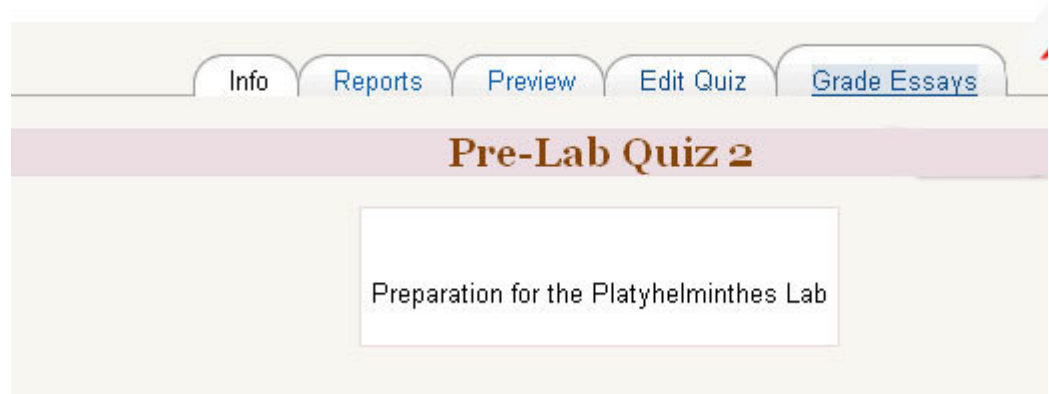 Info Reports Preview Edit Quiz Grade Essays
Pre-Lab Quiz 2
Preparation for the Platyhelminthes Lab